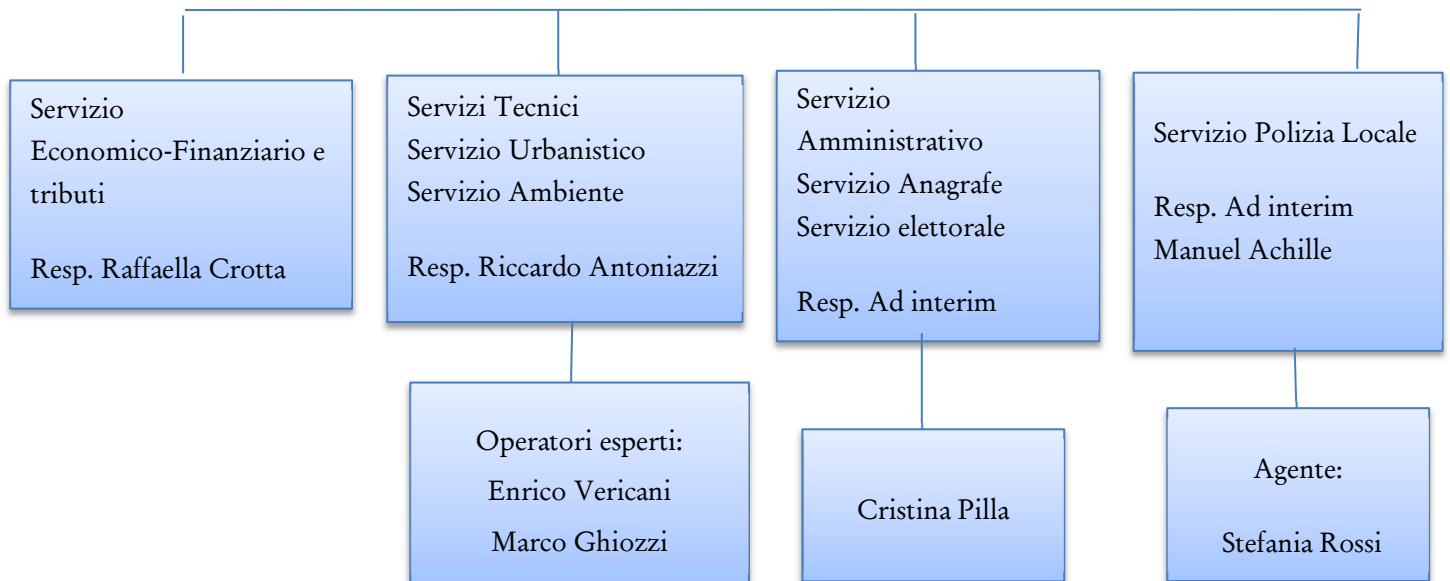 Servizio
Economico-Finanziario e
tributi
Resp. Raffaella Crotta
Servizi Tecnici
Servizio Urbanistico
Servizio Ambiente
Resp. Riccardo Antoniazzi
Servizio
Amministrativo
Servizio Anagrafe
Servizio elettorale
Resp. Ad interim
Servizio Polizia Locale
Resp. Ad interim
Manuel Achille
Operatori esperti:
Enrico Vericani
Marco Ghiozzi
Cristina Pilla
Agente:
Stefania Rossi